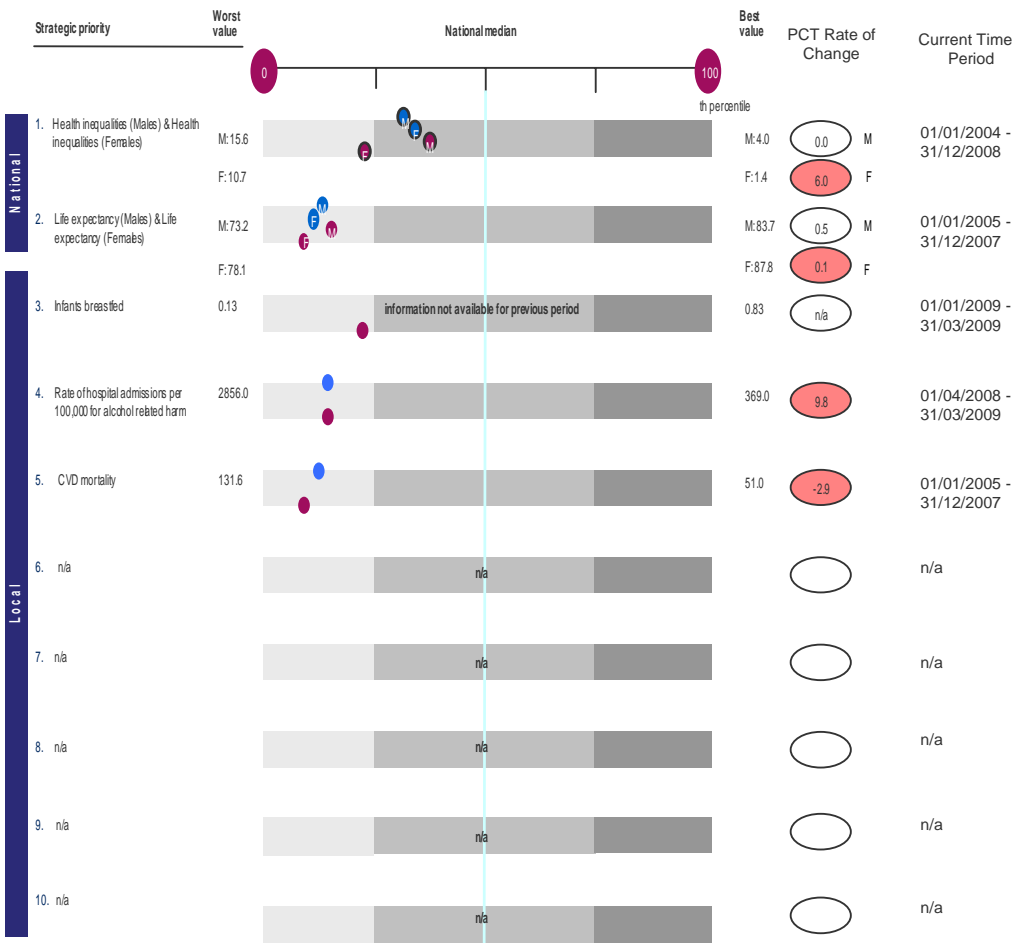 Strategic priority
Worst
value
National median
Best
value
PCT Rate of
Change
Current Time
Period
0
100
th percentile
National
1. Health inequalities (Males) & Health
inequalities (Females)
M:15.6
F:10.7
M
F
M
F
M:4.0
F:1.4
0.0 M
6.0 F
01/01/2004 -
31/12/2008
2. Life expectancy (Males) & Life
expectancy (Females)
M:73.2
F:78.1
M
F
M
F
M:83.7
F:87.8
0.5 M
0.1 F
01/01/2005 -
31/12/2007
Local
3. Infants breastfed
0.13
information not available for previous period
0.83
n/a
01/01/2009 -
31/03/2009
4. Rate of hospital admissions per
100,000 for alcohol related harm
2856.0
369.0
9.8
01/04/2008 -
31/03/2009
5. CVD mortality
131.6
51.0
-2.9
01/01/2005 -
31/12/2007
6. n/a
n/a
n/a
7. n/a
n/a
n/a
8. n/a
n/a
n/a
9. n/a
n/a
n/a
10. n/a
n/a
n/a